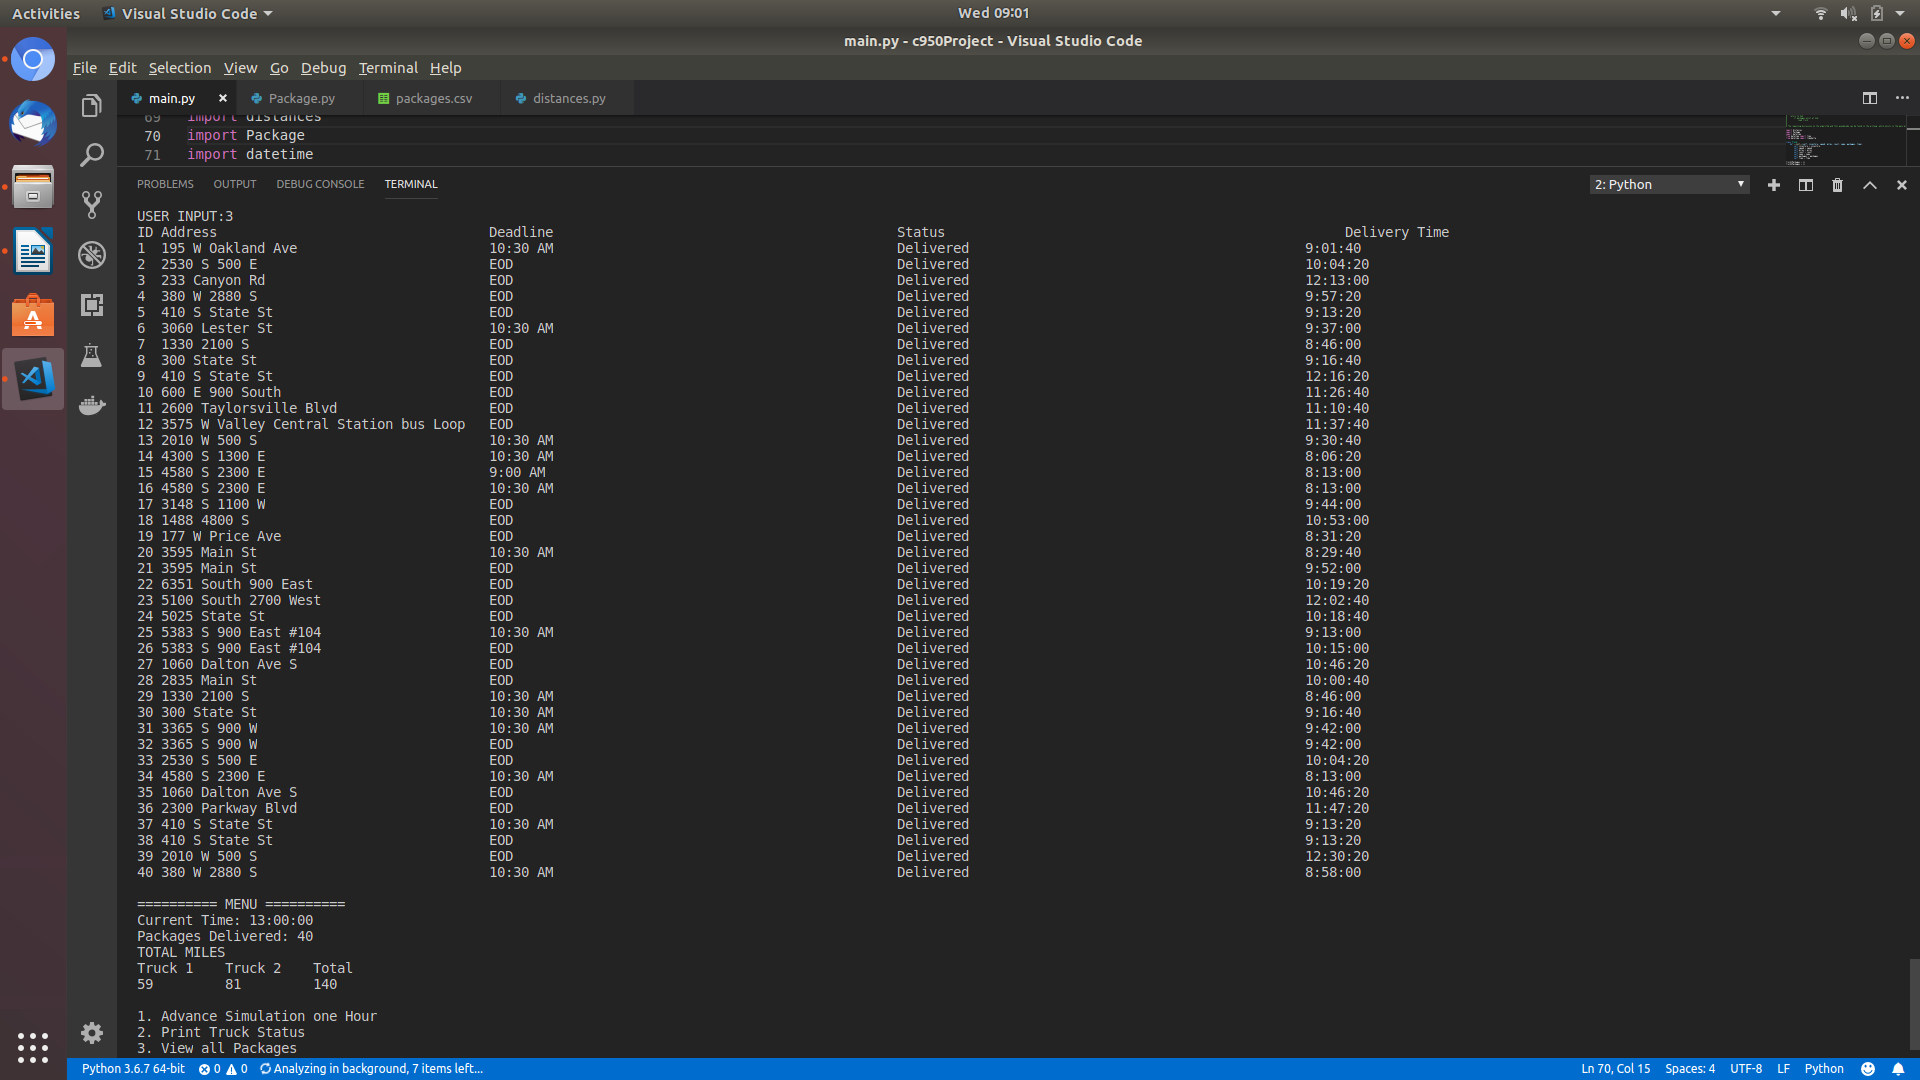 Activities Visual Studio Code Wed 09:01
main.py - c950Project - Visual Studio Code
File Edit Selection View Go Debug Terminal Help
main.py Package.py packages.csv distances.py
69 import distances
70 import Package
71 import datetime
PROBLEMS OUTPUT DEBUG CONSOLE TERMINAL 2: Python
USER INPUT:3
ID Address Deadline Status Delivery Time
1 195 W Oakland Ave 10:30 AM Delivered 9:01:40
2 2530 S 500 E EOD Delivered 10:04:20
3 233 Canyon Rd EOD Delivered 12:13:00
4 380 W 2880 S EOD Delivered 9:57:20
5 410 S State St EOD Delivered 9:13:20
6 3060 Lester St 10:30 AM Delivered 9:37:00
7 1330 2100 S EOD Delivered 8:46:00
8 300 State St EOD Delivered 9:16:40
9 410 S State St EOD Delivered 12:16:20
10 600 E 900 South EOD Delivered 11:26:40
11 2600 Taylorsville Blvd EOD Delivered 11:10:40
12 3575 W Valley Central Station bus Loop EOD Delivered 11:37:40
13 2010 W 500 S 10:30 AM Delivered 9:30:40
14 4300 S 1300 E 10:30 AM Delivered 8:06:20
15 4580 S 2300 E 9:00 AM Delivered 8:13:00
16 4580 S 2300 E 10:30 AM Delivered 8:13:00
17 3148 S 1100 W EOD Delivered 9:44:00
18 1488 4800 S EOD Delivered 10:53:00
19 177 W Price Ave EOD Delivered 8:31:20
20 3595 Main St 10:30 AM Delivered 8:29:40
21 3595 Main St EOD Delivered 9:52:00
22 6351 South 900 East EOD Delivered 10:19:20
23 5100 South 2700 West EOD Delivered 12:02:40
24 5025 State St EOD Delivered 10:18:40
25 5383 S 900 East #104 10:30 AM Delivered 9:13:00
26 5383 S 900 East #104 EOD Delivered 10:15:00
27 1060 Dalton Ave S EOD Delivered 10:46:20
28 2835 Main St EOD Delivered 10:00:40
29 1330 2100 S 10:30 AM Delivered 8:46:00
30 300 State St 10:30 AM Delivered 9:16:40
31 3365 S 900 W 10:30 AM Delivered 9:42:00
32 3365 S 900 W EOD Delivered 9:42:00
33 2530 S 500 E EOD Delivered 10:04:20
34 4580 S 2300 E 10:30 AM Delivered 8:13:00
35 1060 Dalton Ave S EOD Delivered 10:46:20
36 2300 Parkway Blvd EOD Delivered 11:47:20
37 410 S State St 10:30 AM Delivered 9:13:20
38 410 S State St EOD Delivered 9:13:20
39 2010 W 500 S EOD Delivered 12:30:20
40 380 W 2880 S 10:30 AM Delivered 8:58:00
========== MENU ==========
Current Time: 13:00:00
Packages Delivered: 40
TOTAL MILES
Truck 1 Truck 2 Total
59 81 140
1. Advance Simulation one Hour
2. Print Truck Status
3. View all Packages
Python 3.6.7 64-bit 0 0 Analyzing in background, 7 items left... Ln 70, Col 15 Spaces: 4 UTF-8 LF Python